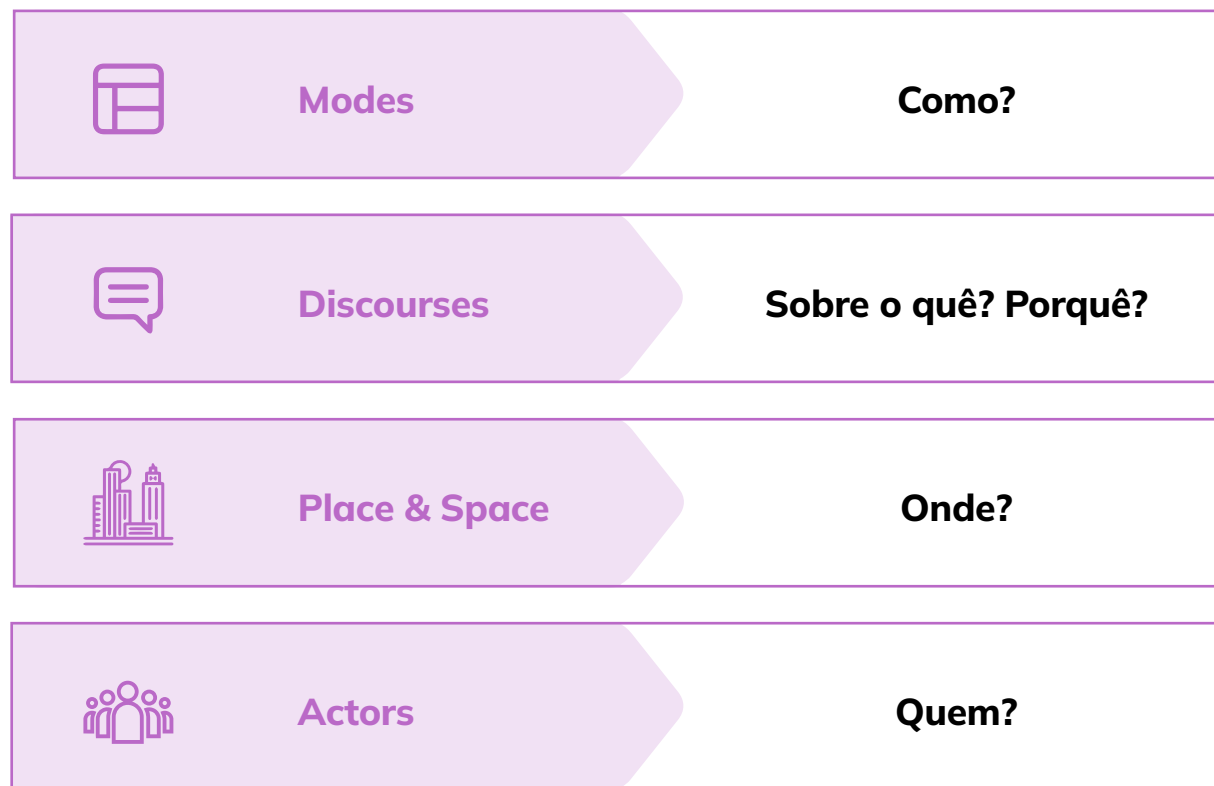 Modes
Como?
Discourses
Sobre o quê? Porquê?
Place & Space
Onde?
Actors
Quem?